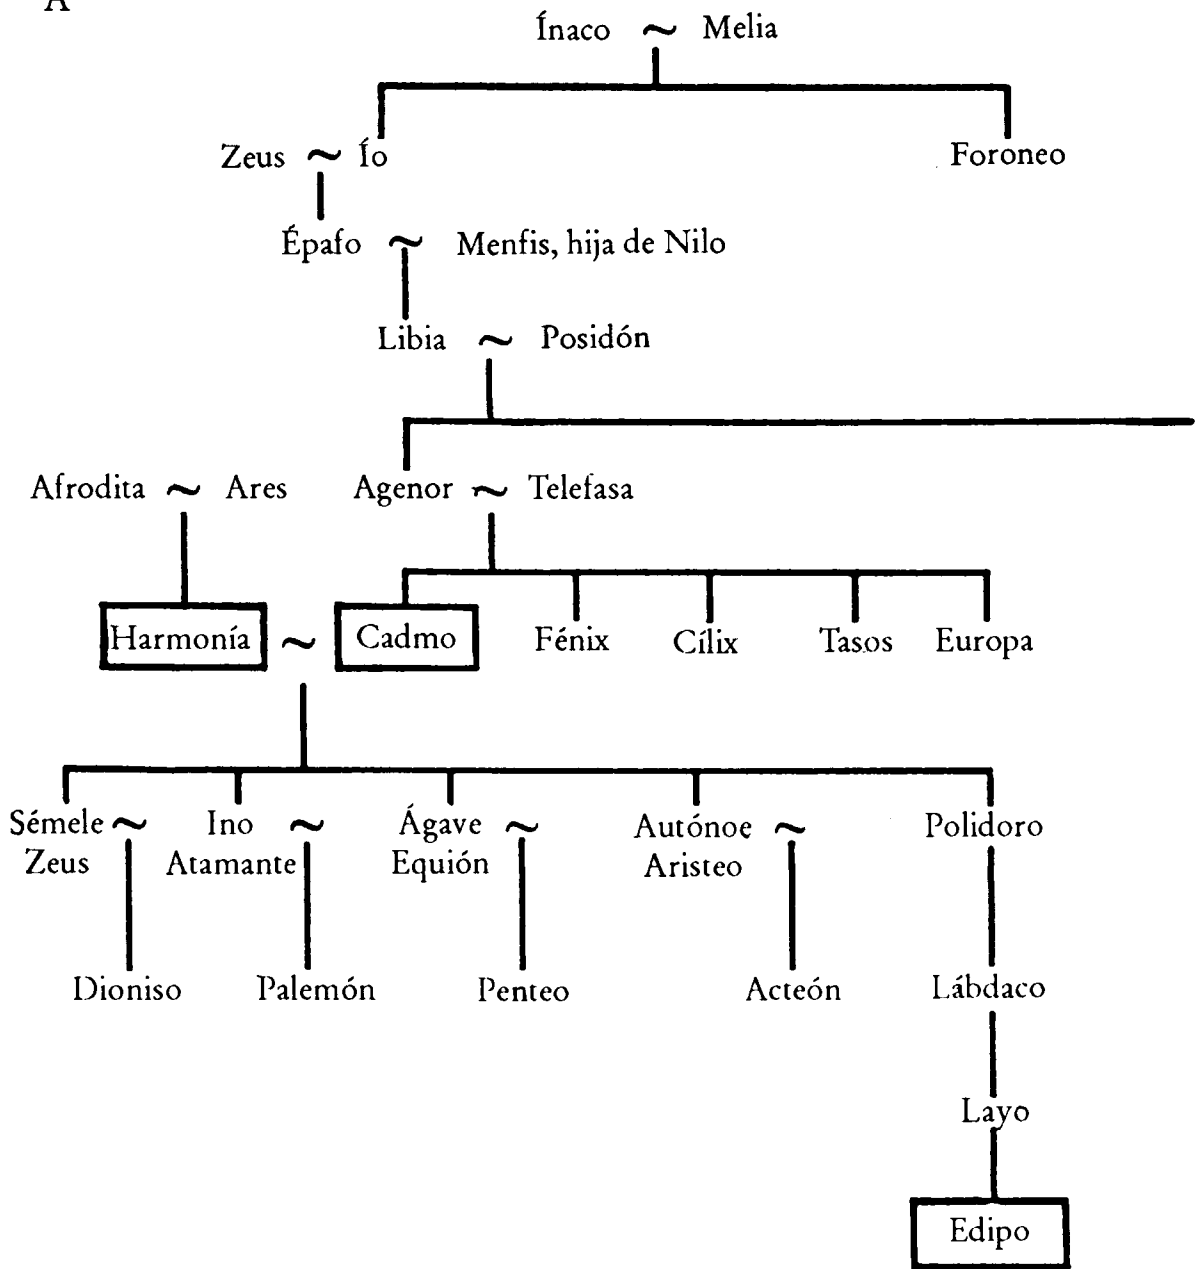 A
Ínaco ~ Melia
Zeus ~ Ío Foroneo
Épafo ~ Menfis, hija de Nilo
Libia ~ Posidón
Afrodita ~ Ares Agenor ~ Telefasa
Harmonía ~ Cadmo Fénix Cílix Tasos Europa
Sémele ~ Ino ~ Ágave ~ Autónoe ~ Polidoro
Zeus Atamante Equión Aristeo
Dioniso Palemón Penteo Acteón Lábdaco
Layo
Edipo